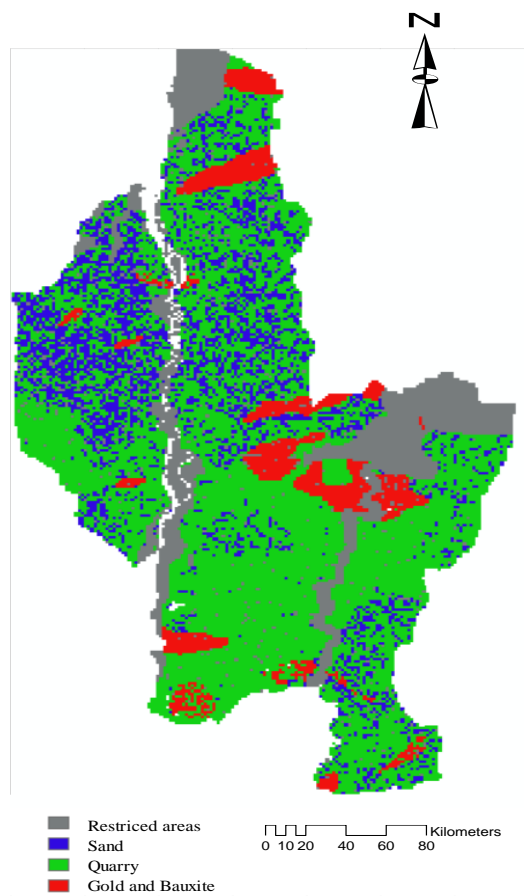 N
Restriced areas
Sand
Quarry
Gold and Bauxite
Kilometers
0 10 20 40 60 80